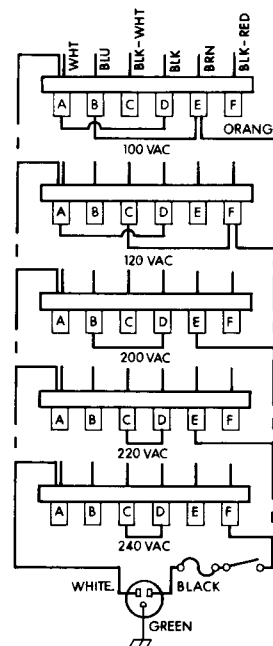 WHT BLU BLK-WHT BLK BRN BLK-RED
A B C D E F
ORANG
100 VAC
A B C D E F
120 VAC
A B C D E F
200 VAC
A B C D E F
220 VAC
A B C D E F
240 VAC
WHITE BLACK
GREEN